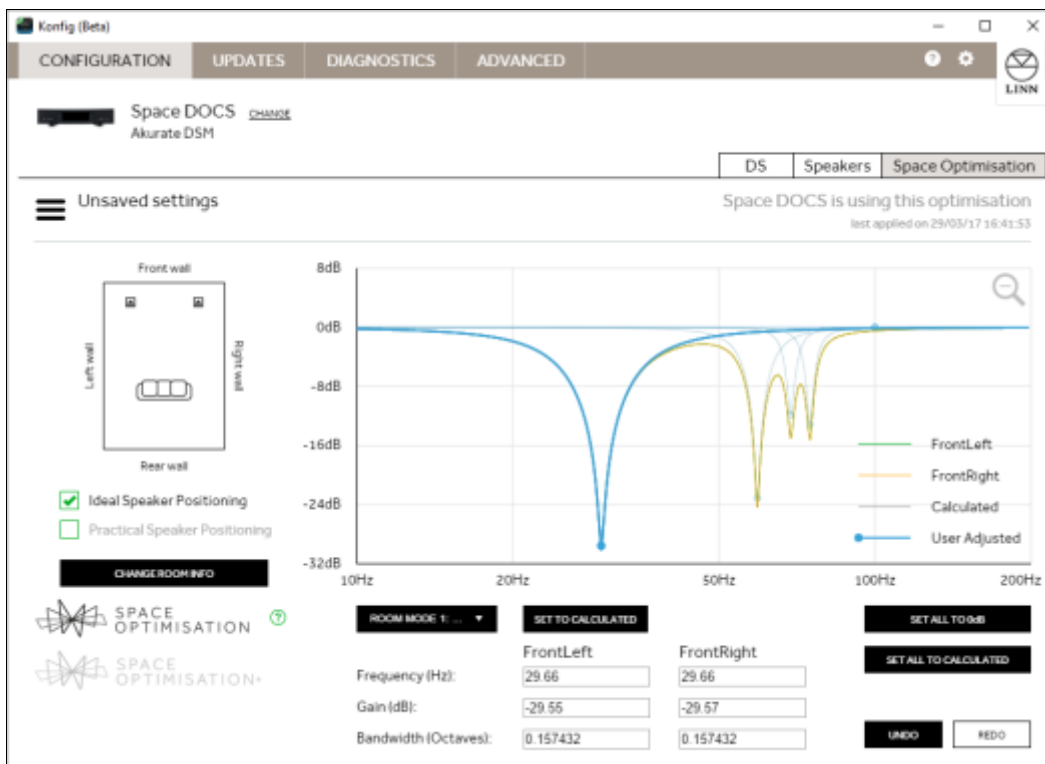 Konfig (Beta)
CONFIGURATION UPDATES DIAGNOSTICS ADVANCED
LINN
Space DOCS CHANGE
Akurate DSM
DS Speakers Space Optimisation
Unsaved settings
Space DOCS is using this optimisation
last applied on 29/03/17 16:41:53
Front wall
Left wall
Right wall
Rear wall
Ideal Speaker Positioning
Practical Speaker Positioning
CHANGE ROOM INFO
SPACE
OPTIMISATION
SPACE
OPTIMISATION+
8dB
0dB
-8dB
-16dB
-24dB
-32dB
10Hz 20Hz 50Hz 100Hz 200Hz
FrontLeft
FrontRight
Calculated
User Adjusted
ROOM MODE 1: ... SET TO CALCULATED SET ALL TO 0dB
SET ALL TO CALCULATED
FrontLeft FrontRight
Frequency (Hz): 29.66 29.66
Gain (dB): -29.55 -29.57
Bandwidth (Octaves): 0.157432 0.157432
UNDO REDO